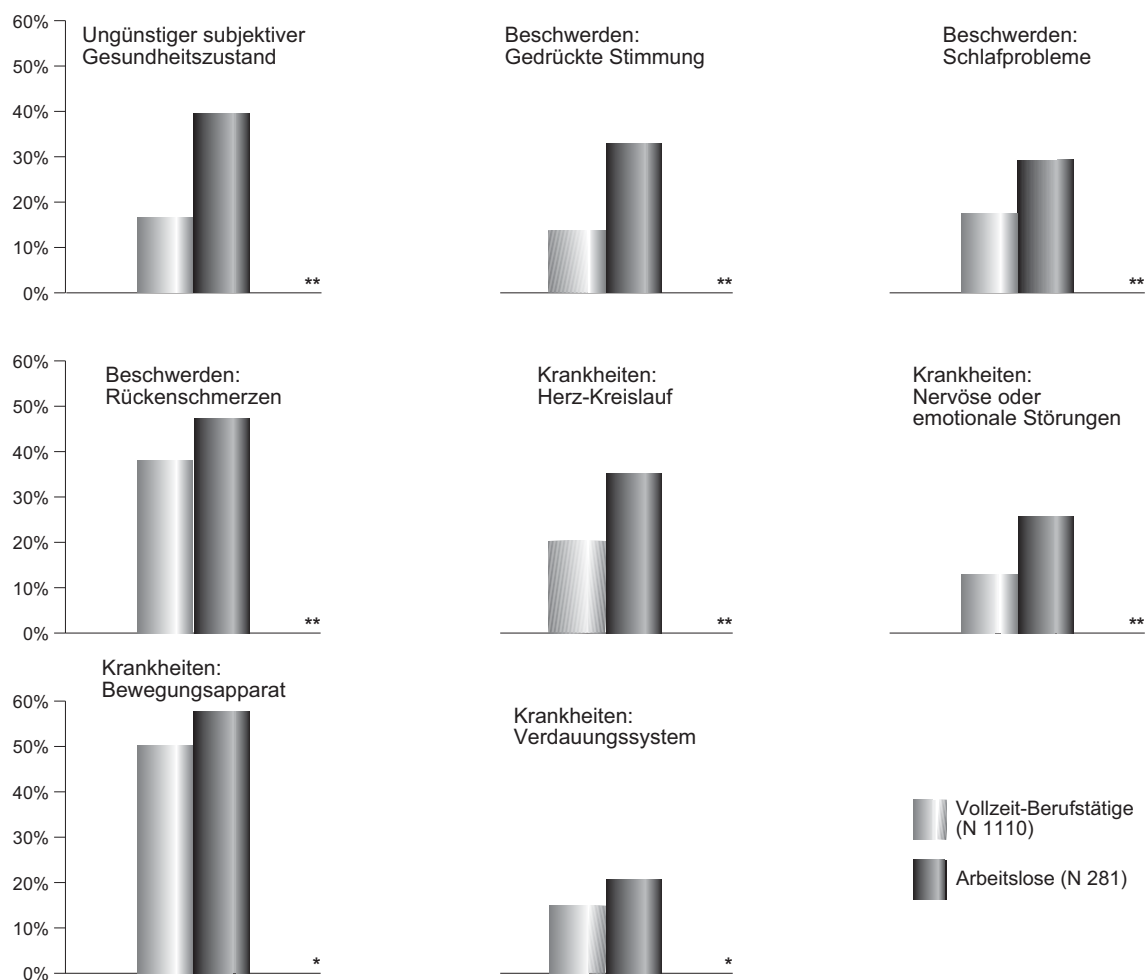 60%
50%
40%
30%
20%
10%
0%
Ungünstiger subjektiver
Gesundheitszustand
**
Beschwerden:
Gedrückte Stimmung
**
Beschwerden:
Schlafprobleme
**
60%
50%
40%
30%
20%
10%
0%
Beschwerden:
Rückenschmerzen
**
Krankheiten:
Herz-Kreislauf
**
Krankheiten:
Nervöse oder
emotionale Störungen
**
60%
50%
40%
30%
20%
10%
0%
Krankheiten:
Bewegungsapparat
*
Krankheiten:
Verdauungssystem
*
Vollzeit-Berufstätige
(N 1110)
Arbeitslose (N 281)